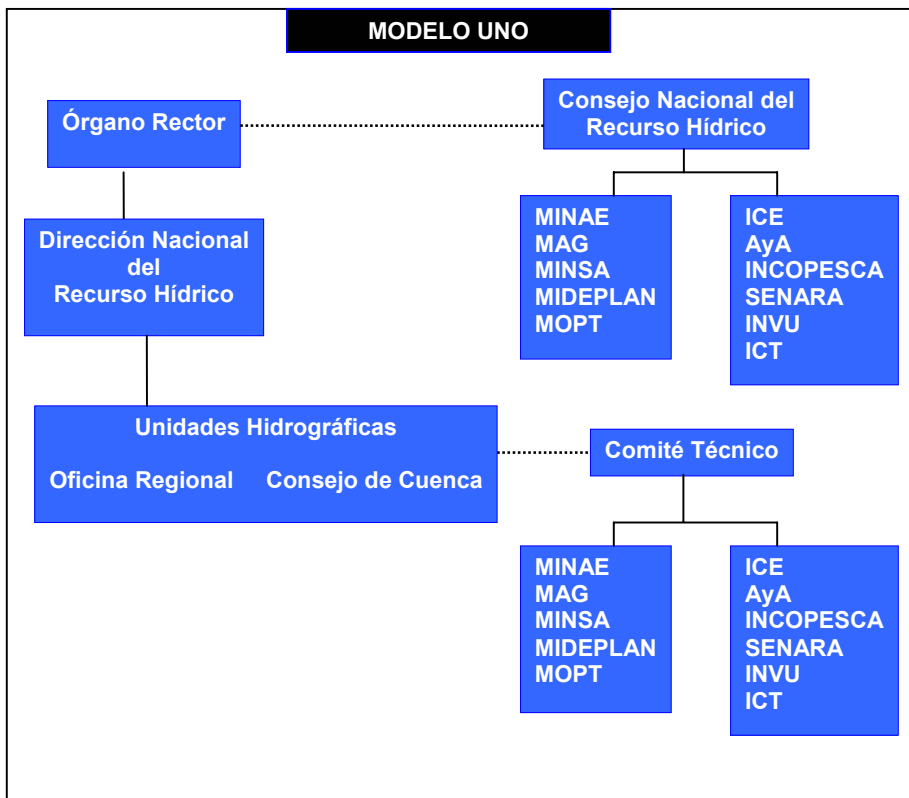 MODELO UNO
Órgano Rector
Consejo Nacional del
Recurso Hídrico
Dirección Nacional
del
Recurso Hídrico
MINAE
MAG
MINSA
MIDEPLAN
MOPT
ICE
AyA
INCOPESCA
SENARA
INVU
ICT
Unidades Hidrográficas
Oficina Regional Consejo de Cuenca
Comité Técnico
MINAE
MAG
MINSA
MIDEPLAN
MOPT
ICE
AyA
INCOPESCA
SENARA
INVU
ICT